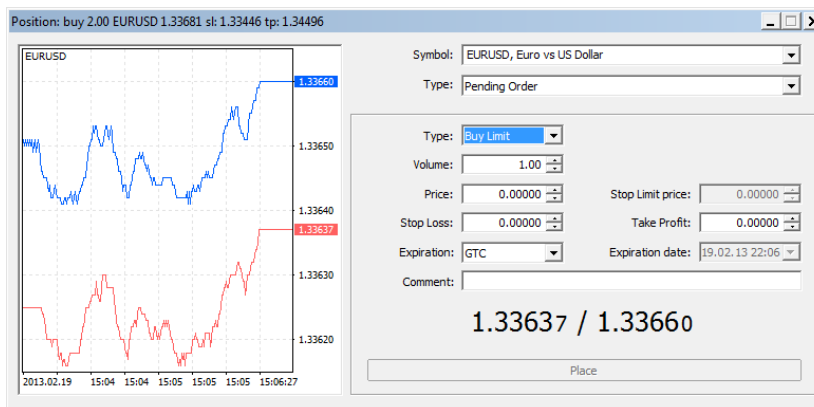 Position: buy 2.00 EURUSD 1.33681 sl: 1.33446 tp: 1.34496
EURUSD
1.33660
1.33650
1.33640
1.33637
1.33630
1.33620
2013.02.19 15:04 15:04 15:05 15:05 15:05 15:06:27
Symbol: EURUSD, Euro vs US Dollar
Type: Pending Order
Type: Buy Limit
Volume: 1.00
Price: 0.00000 Stop Limit price: 0.00000
Stop Loss: 0.00000 Take Profit: 0.00000
Expiration: GTC Expiration date: 19.02.13 22:06
Comment:
1.33637 / 1.33660
Place